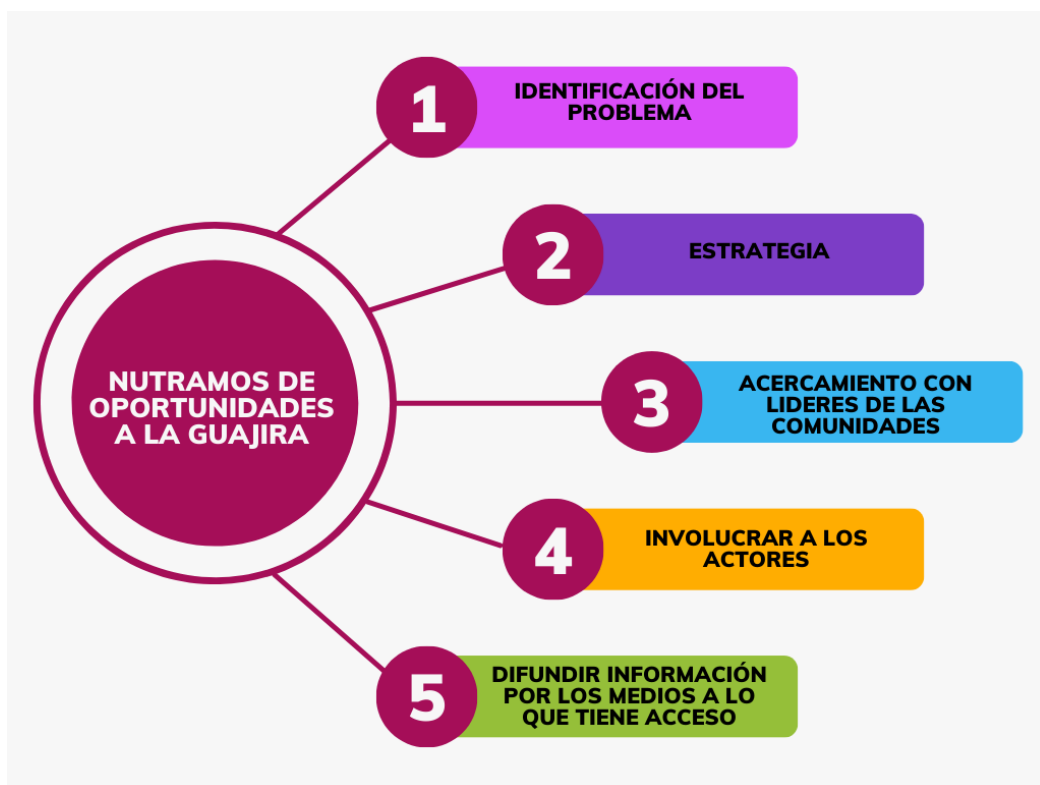 1
IDENTIFICACIÓN DEL
PROBLEMA
2
ESTRATEGIA
NUTRAMOS DE
OPORTUNIDADES
A LA GUAJIRA
3
ACERCAMIENTO CON
LIDERES DE LAS
COMUNIDADES
4
INVOLUCRAR A LOS
ACTORES
5
DIFUNDIR INFORMACIÓN
POR LOS MEDIOS A LO
QUE TIENE ACCESO